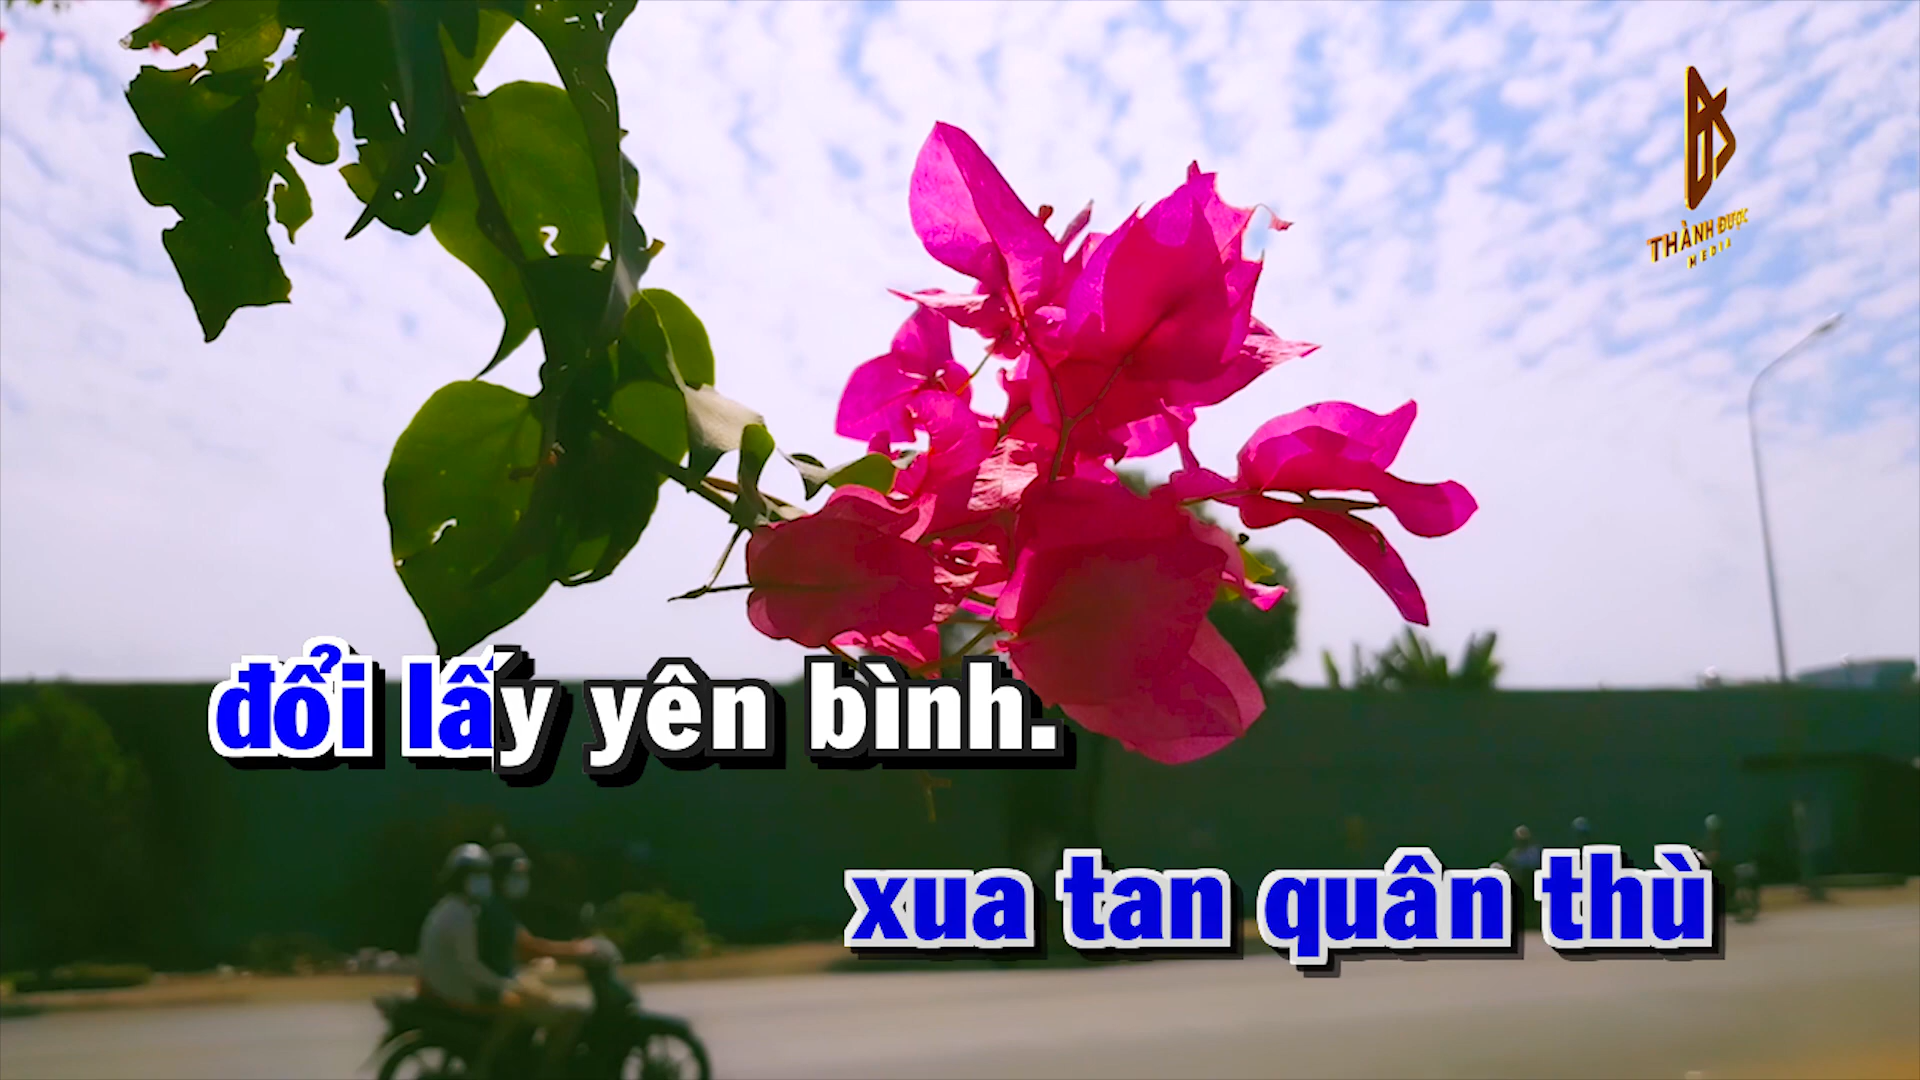 THÀNH ĐƯỢC
MEDIA
đổi lấy yên bình.
xua tan quân thù